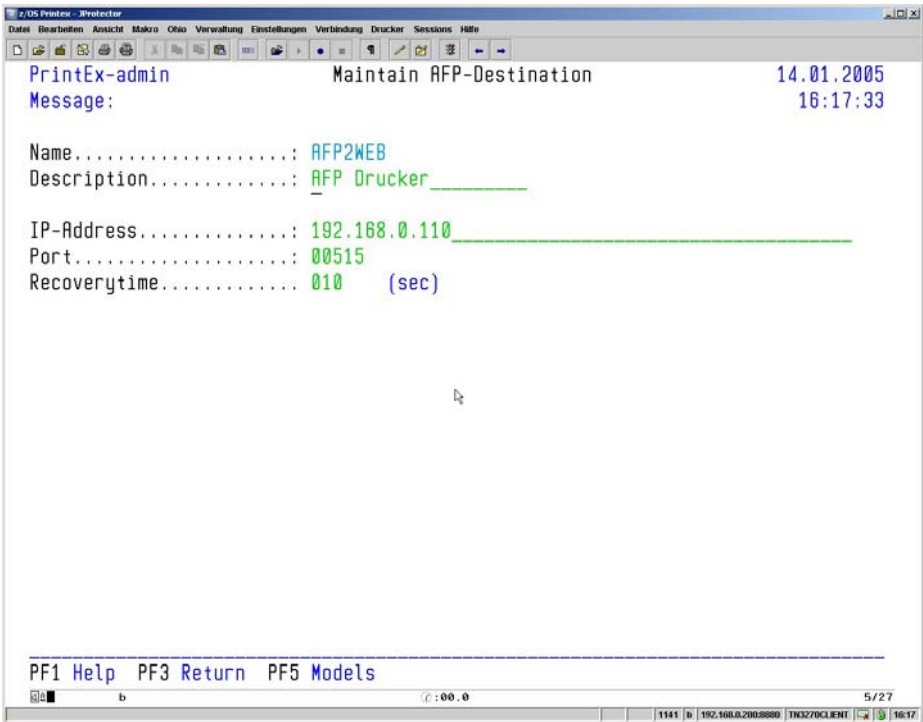 z/OS Printex - JProtector
Datei Bearbeiten Ansicht Makro Ohio Verwaltung Einstellungen Verbindung Drucker Sessions Hilfe
PrintEx-admin Maintain AFP-Destination 14.01.2005
Message: 16:17:33
Name....................: AFP2WEB
Description.............: AFP Drucker_________
IP-Address..............: 192.168.0.110_____________________________________
Port....................: 00515
Recoverytime............. 010 (sec)
PF1 Help PF3 Return PF5 Models
b :00.0 5/27
1141 b 192.168.0.200:8880 TN3270CLIENT 16:17